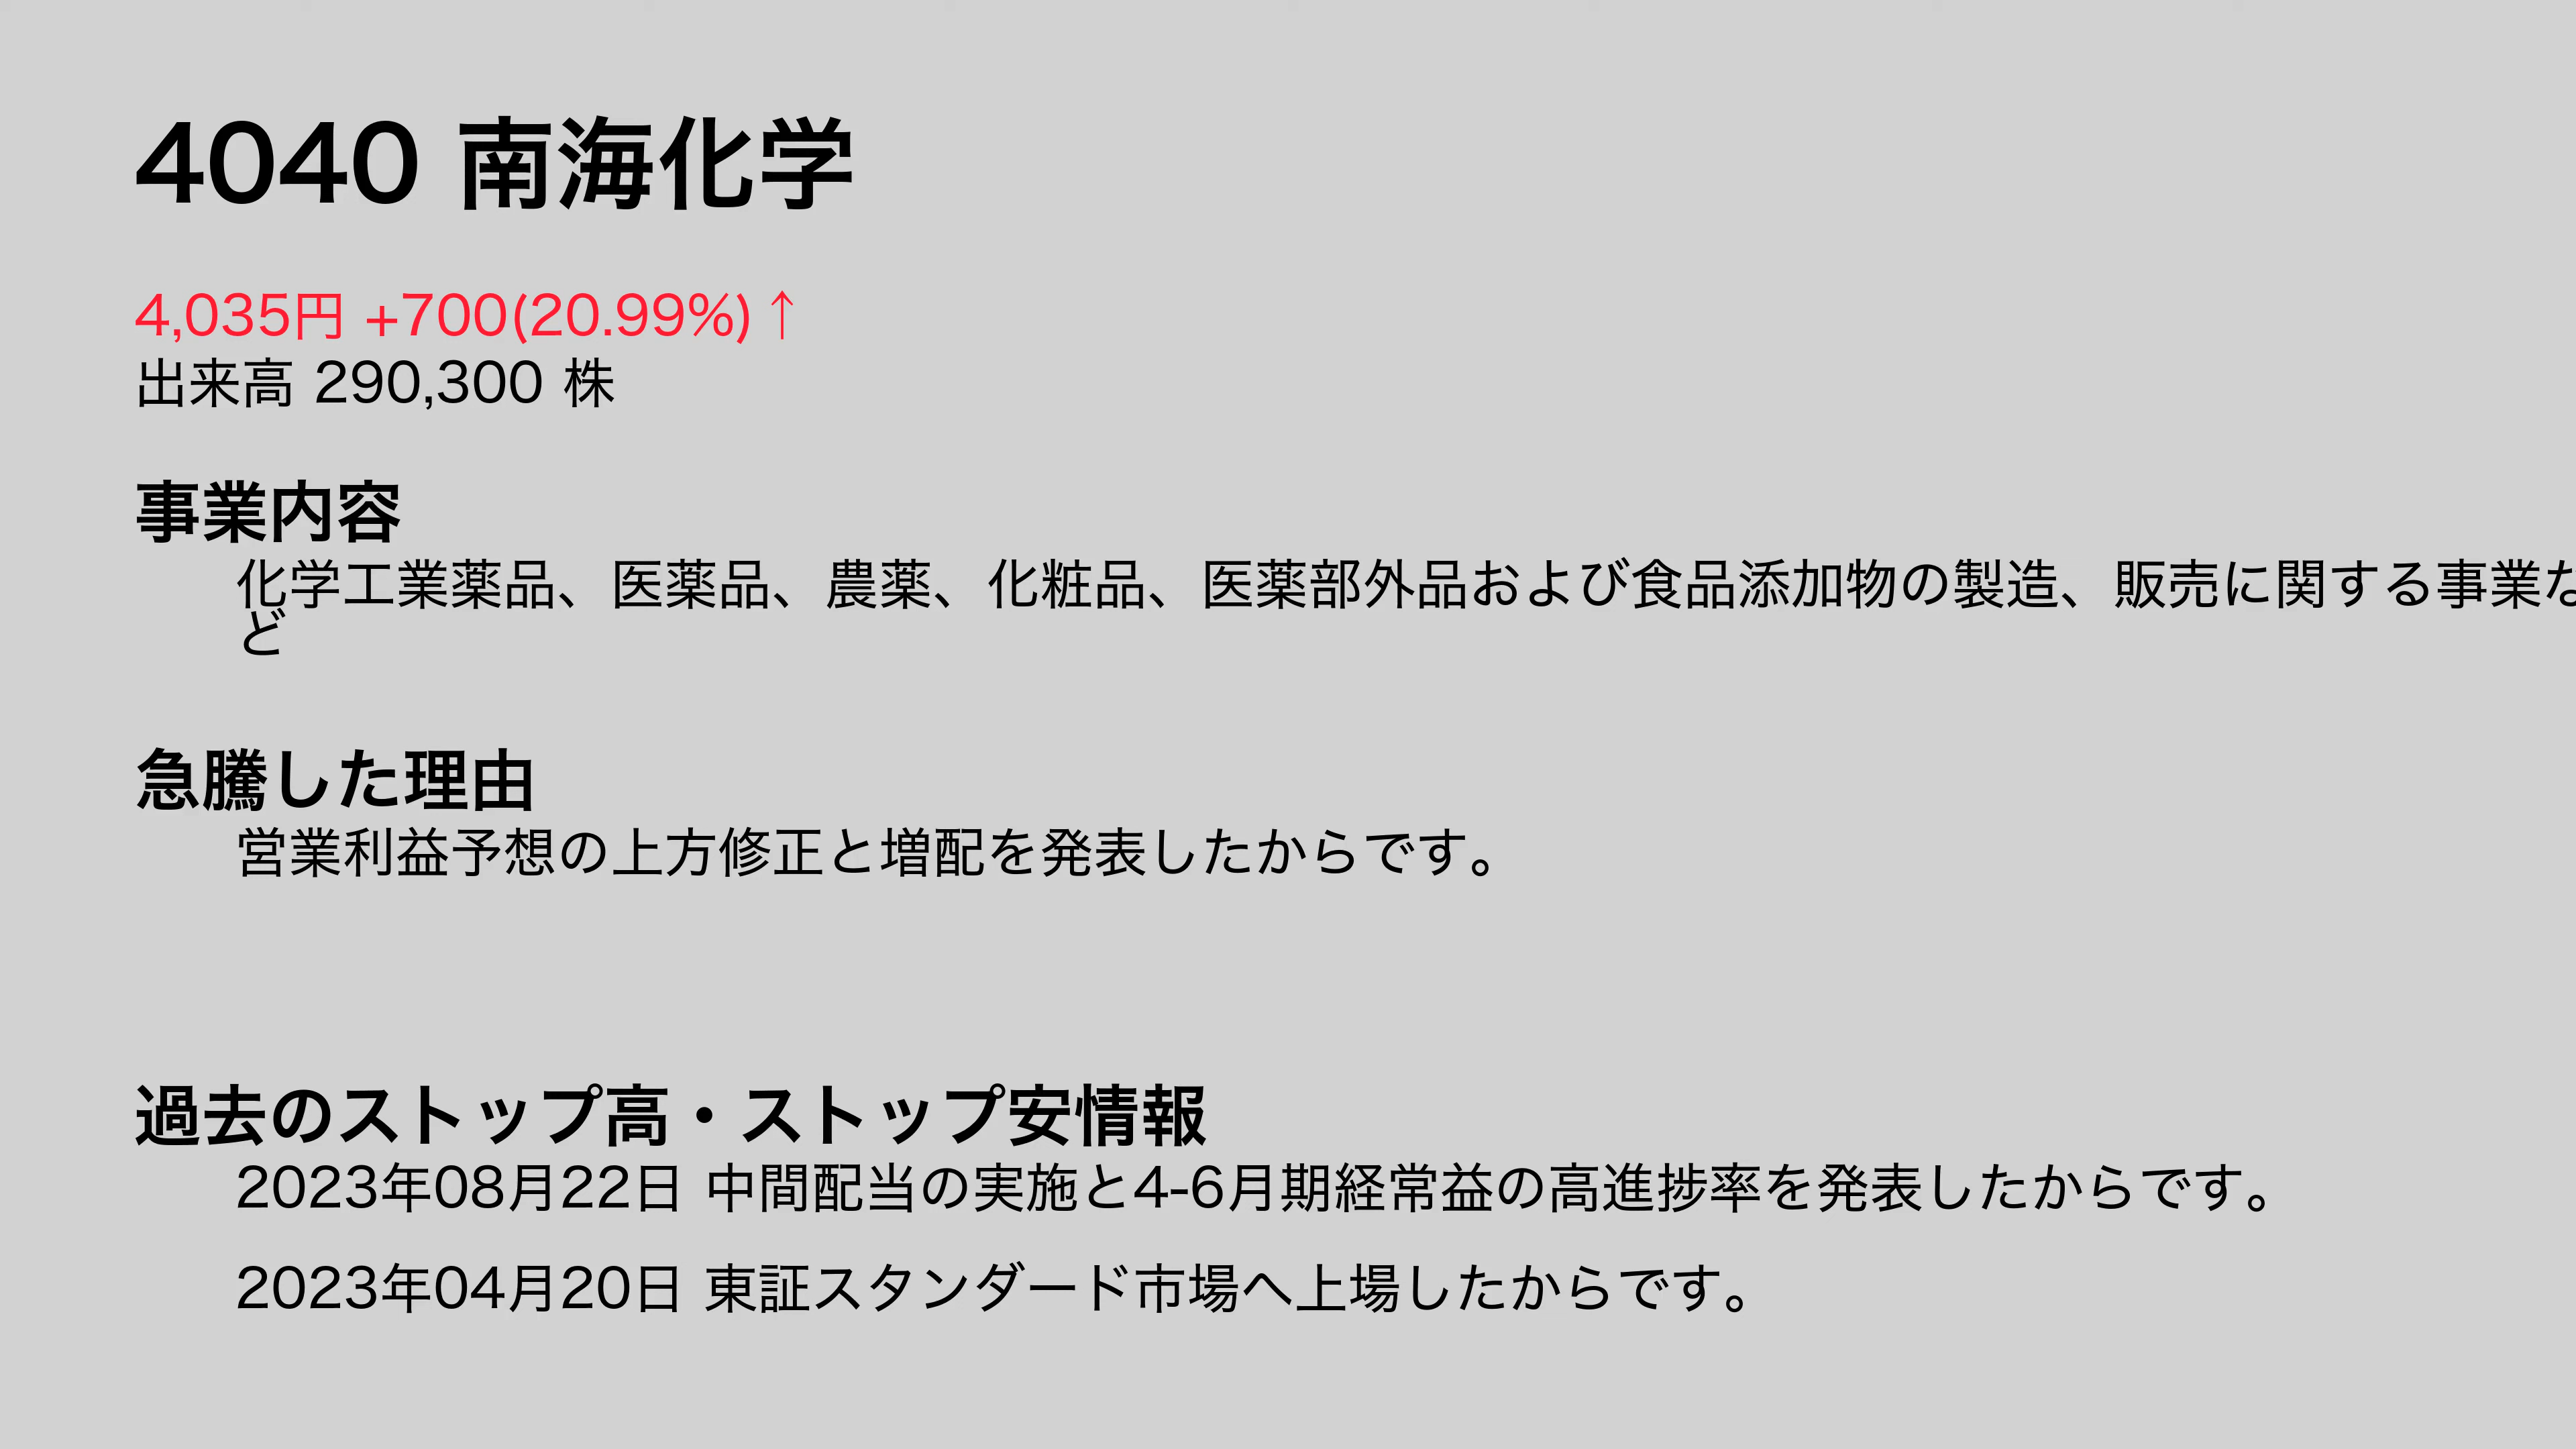 4040 南海化学
4,035円 +700(20.99%)↑
出来高 290,300 株
事業内容
化学工業薬品、医薬品、農薬、化粧品、医薬部外品および食品添加物の製造、販売に関する事業な
ど
急騰した理由
営業利益予想の上方修正と増配を発表したからです。
過去のストップ高・ストップ安情報
2023年08月22日 中間配当の実施と4-6月期経常益の高進捗率を発表したからです。
2023年04月20日 東証スタンダード市場へ上場したからです。